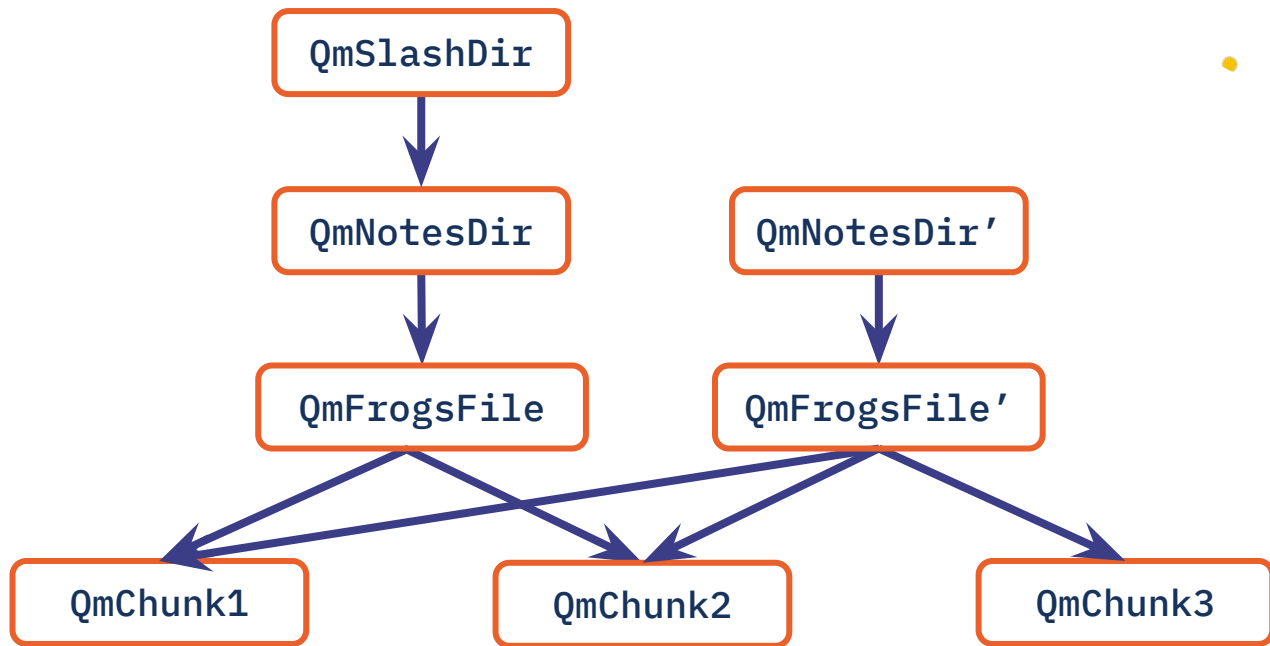 QmSlashDir
QmNotesDir
QmNotesDir’
QmFrogsFile
QmFrogsFile’
QmChunk1
QmChunk2
QmChunk3